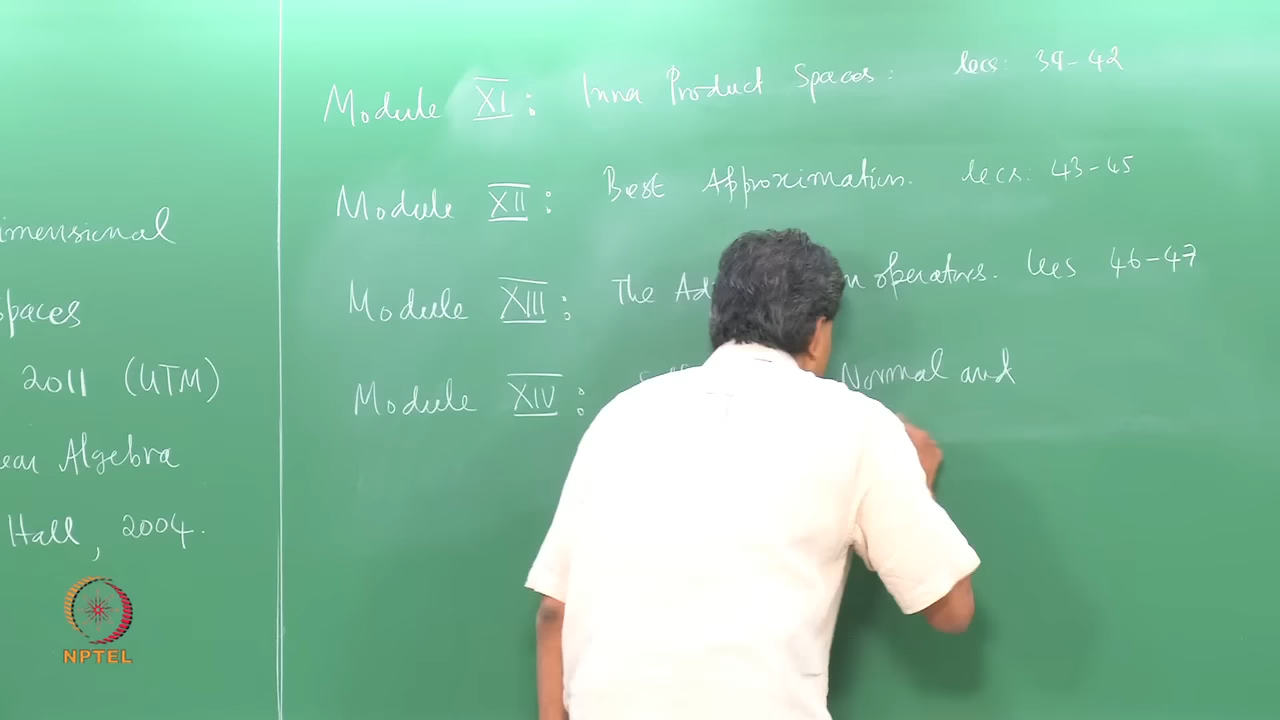 imensional
paces
2011 (UTM)
ear Algebra
Hall, 2004.
Module XI: Inner Product Spaces: lecs: 39-42
Module XII: Best Approximation. lecs: 43-45
Module XIII: The Ad operators. lecs 46-47
Module XIV: Normal and
NPTEL